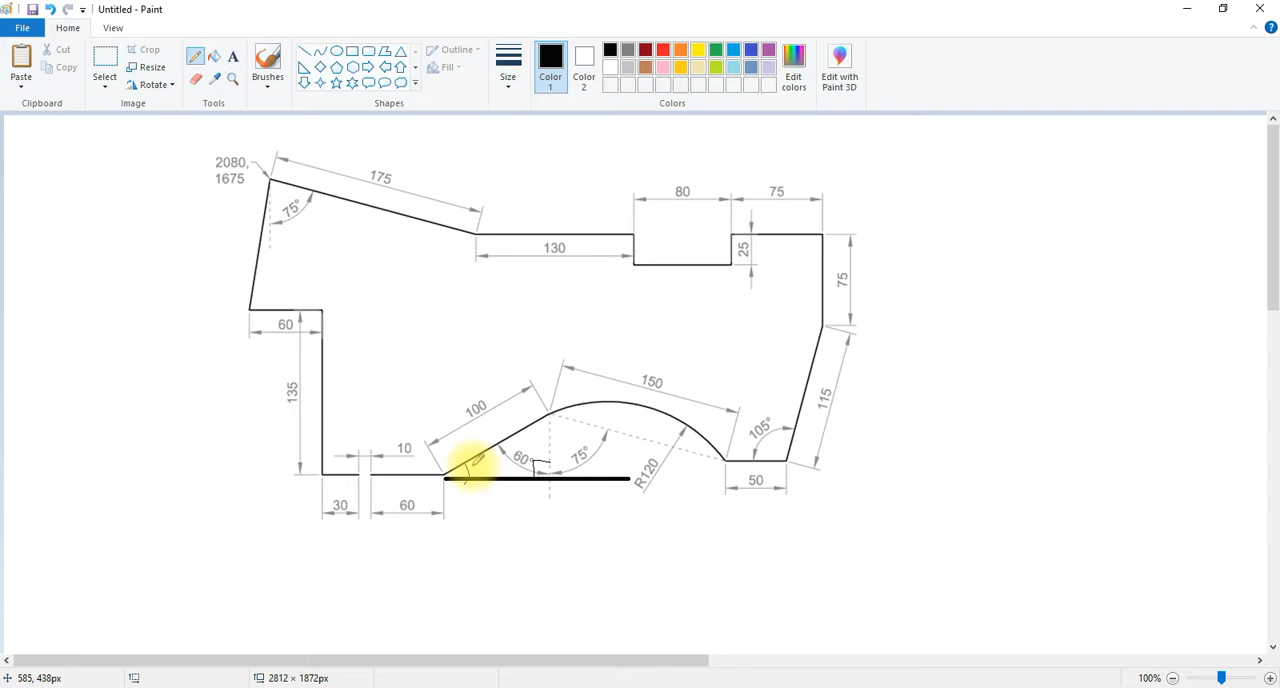 Untitled - Paint
File
Home
View
Paste
Cut
Copy
Clipboard
Select
Crop
Resize
Rotate
Image
Tools
Brushes
Outline
Fill
Shapes
Size
Color
1
Color
2
Edit
colors
Colors
Edit with
Paint 3D
2080,
1675
175
75°
80
75
130
25
75
60
135
150
100
115
105°
10
60°
75°
R120
30
60
50
585, 438px
2812 × 1872px
100%